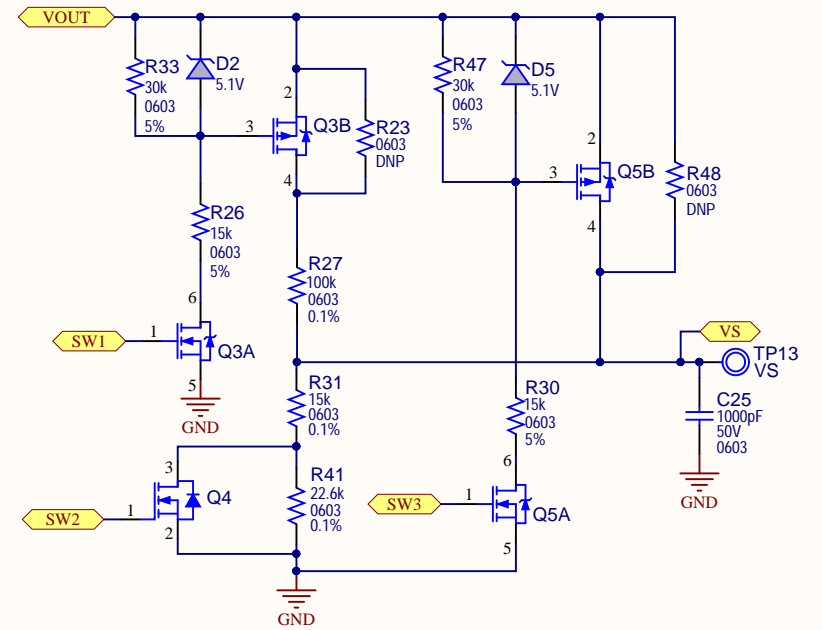 VOUT
R33
30k
0603
5%
D2
5.1V
2
3
Q3B
4
R23
0603
DNP
R47
30k
0603
5%
D5
5.1V
2
3
Q5B
4
R48
0603
DNP
R26
15k
0603
5%
R27
100k
0603
0.1%
6
SW1
1
Q3A
5
GND
VS
TP13
VS
R31
15k
0603
0.1%
R30
15k
0603
5%
C25
1000pF
50V
0603
GND
3
SW2
1
Q4
2
R41
22.6k
0603
0.1%
6
SW3
1
Q5A
5
GND